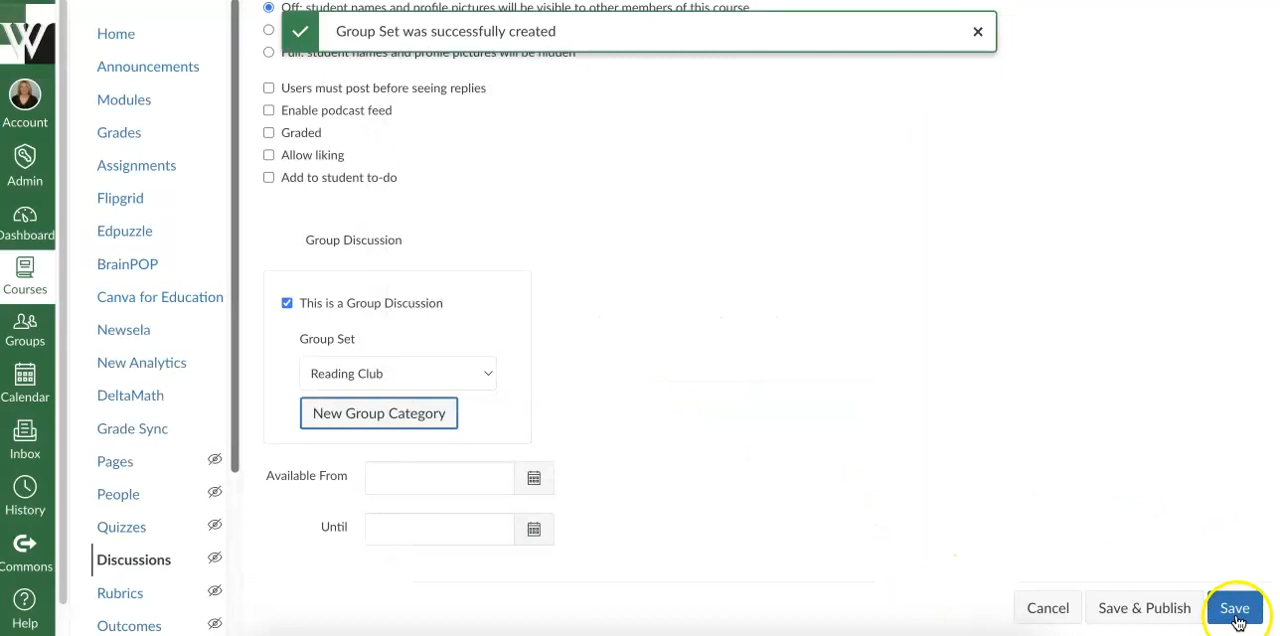 W
Account
Admin
Dashboard
Courses
Groups
Calendar
Inbox
History
Commons
Help
Home
Announcements
Modules
Grades
Assignments
Flipgrid
Edpuzzle
BrainPOP
Canva for Education
Newsela
New Analytics
DeltaMath
Grade Sync
Pages
People
Quizzes
Discussions
Rubrics
Outcomes
Off: student names and profile pictures will be visible to other members of this course
Group Set was successfully created
Full: student names and profile pictures will be hidden
Users must post before seeing replies
Enable podcast feed
Graded
Allow liking
Add to student to-do
Group Discussion
This is a Group Discussion
Group Set
Reading Club
New Group Category
Available From
Until
Cancel
Save & Publish
Save